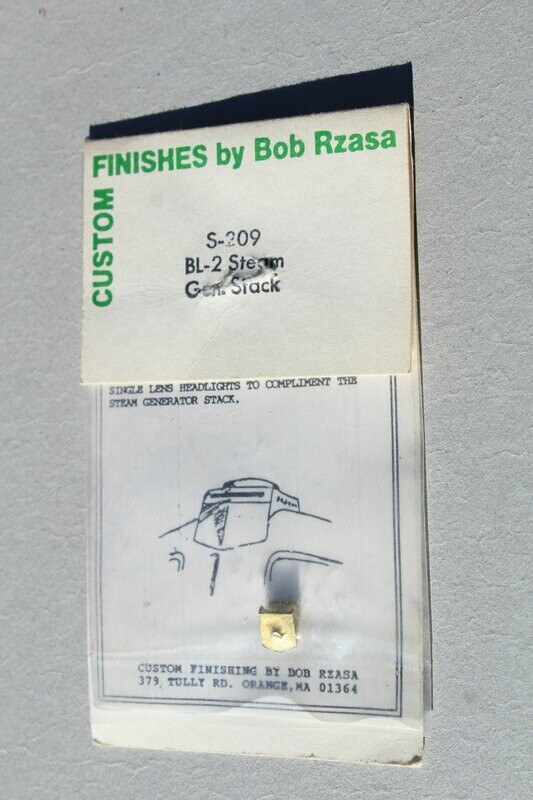 CUSTOM
FINISHES by Bob Rzasa
S-209
BL-2 Steam
Gen. Stack
SINGLE LENS HEADLIGHTS TO COMPLIMENT THE
STEAM GENERATOR STACK.
CUSTOM FINISHING BY BOB RZASA
379 TULLY RD. ORANGE, MA 01364